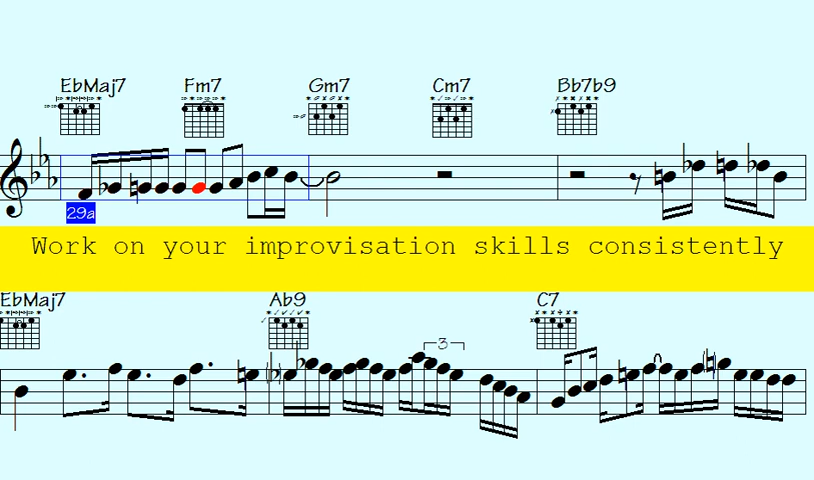 EbMaj7 Fm7 Gm7 Cm7 Bb7b9
29a
Work on your improvisation skills consistently
EbMaj7 Ab9 C7
3